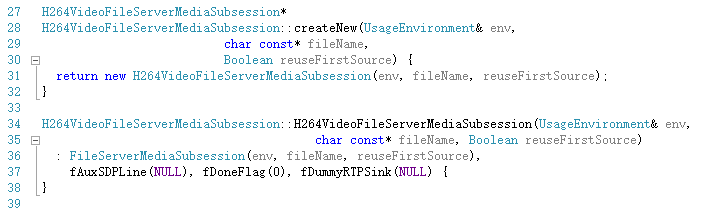 27 H264VideoFileServerMediaSubsession*
28 H264VideoFileServerMediaSubsession::createNew(UsageEnvironment& env,
29 char const* fileName,
30 Boolean reuseFirstSource) {
31 return new H264VideoFileServerMediaSubsession(env, fileName, reuseFirstSource);
32 }
33
34 H264VideoFileServerMediaSubsession::H264VideoFileServerMediaSubsession(UsageEnvironment& env,
35 char const* fileName, Boolean reuseFirstSource)
36 : FileServerMediaSubsession(env, fileName, reuseFirstSource),
37 fAuxSDPLine(NULL), fDoneFlag(0), fDummyRTPSink(NULL) {
38 }
39